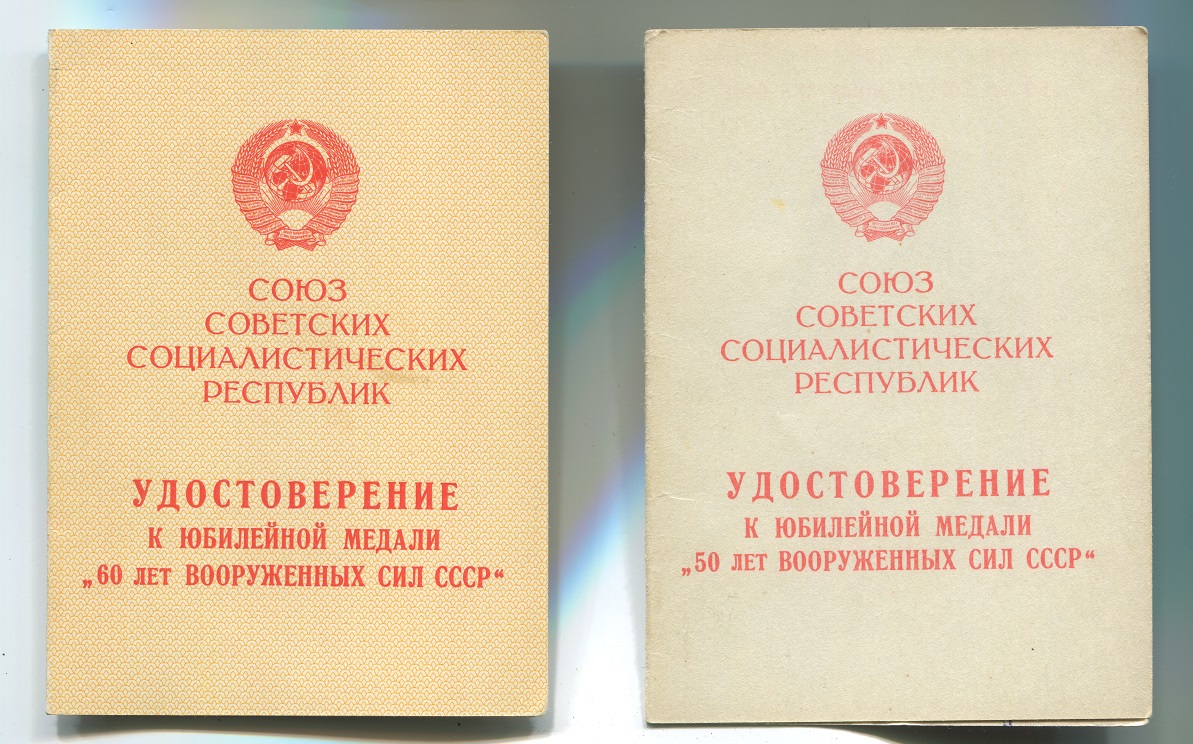 СОЮЗ
СОВЕТСКИХ
СОЦИАЛИСТИЧЕСКИХ
РЕСПУБЛИК
УДОСТОВЕРЕНИЕ
К ЮБИЛЕЙНОЙ МЕДАЛИ
„60 ЛЕТ ВООРУЖЕННЫХ СИЛ СССР“
СОЮЗ
СОВЕТСКИХ
СОЦИАЛИСТИЧЕСКИХ
РЕСПУБЛИК
УДОСТОВЕРЕНИЕ
К ЮБИЛЕЙНОЙ МЕДАЛИ
„50 ЛЕТ ВООРУЖЕННЫХ СИЛ СССР“